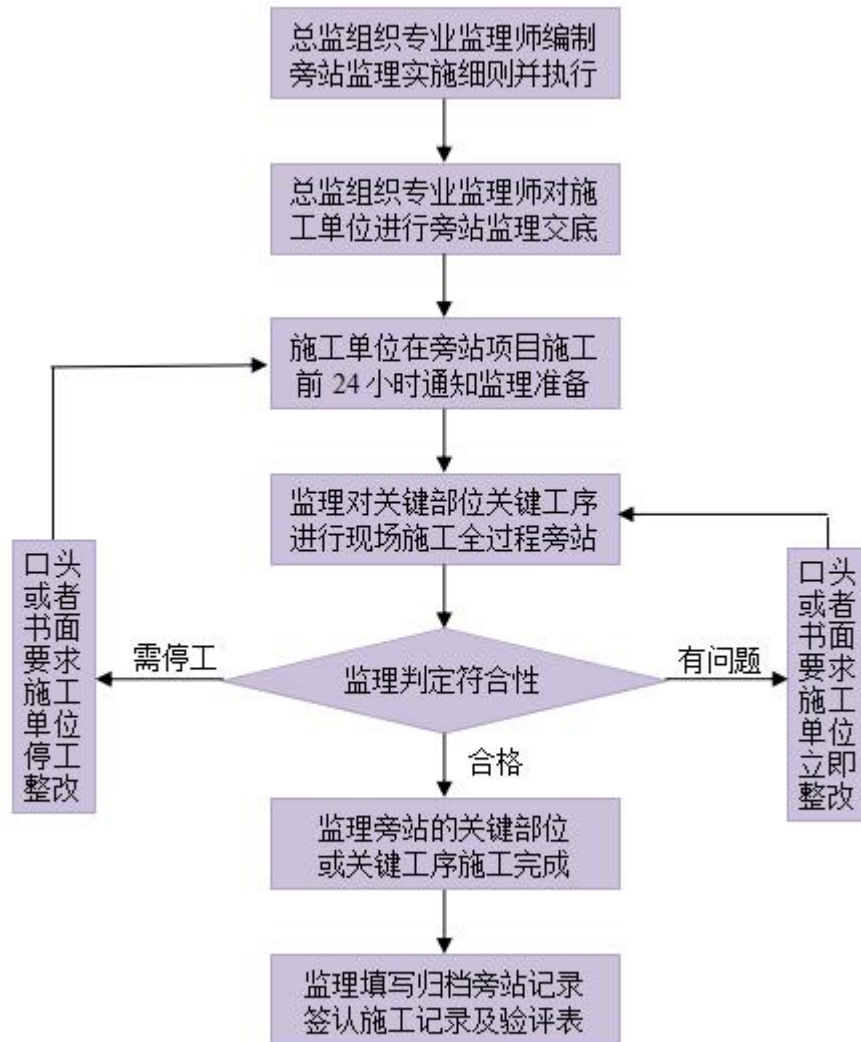 总监组织专业监理师编制
旁站监理实施细则并执行
总监组织专业监理师对施
工单位进行旁站监理交底
施工单位在旁站项目施工
前 24 小时通知监理准备
监理对关键部位关键工序
进行现场施工全过程旁站
口头
或者
书面
要求
施工
单位
停工
整改
需停工
监理判定符合性
有问题
口头
或者
书面
要求
施工
单位
立即
整改
合格
监理旁站的关键部位
或关键工序施工完成
监理填写归档旁站记录
签认施工记录及验评表